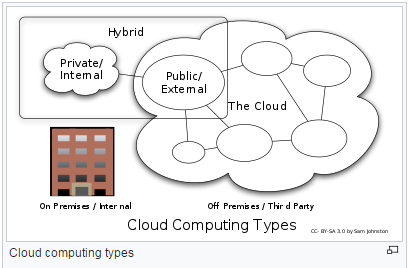 Hybrid
Private/
Internal
Public/
External
The Cloud
On Premises / Internal
Off Premises / Third Party
Cloud Computing Types
CC- BY-SA 3.0 by Sam Johnston
Cloud computing types